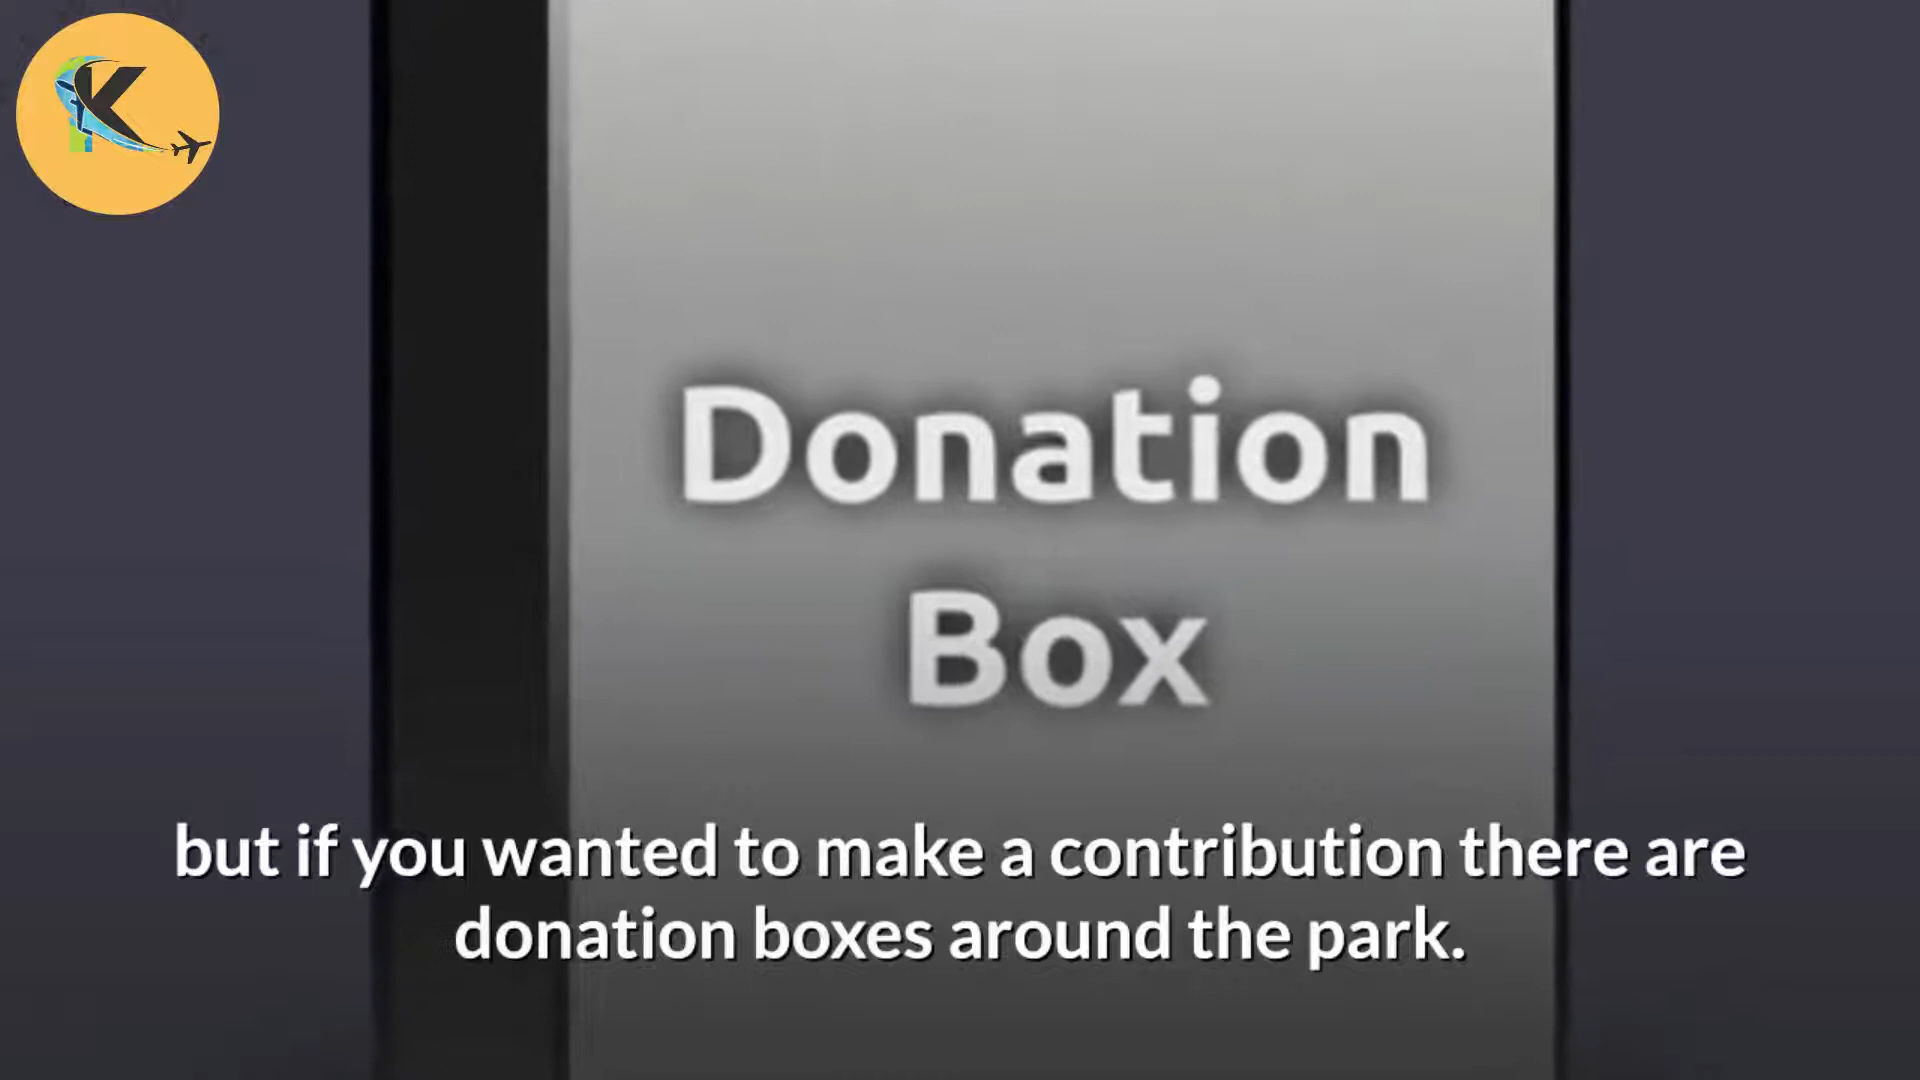 K
Donation
Box
but if you wanted to make a contribution there are
donation boxes around the park.